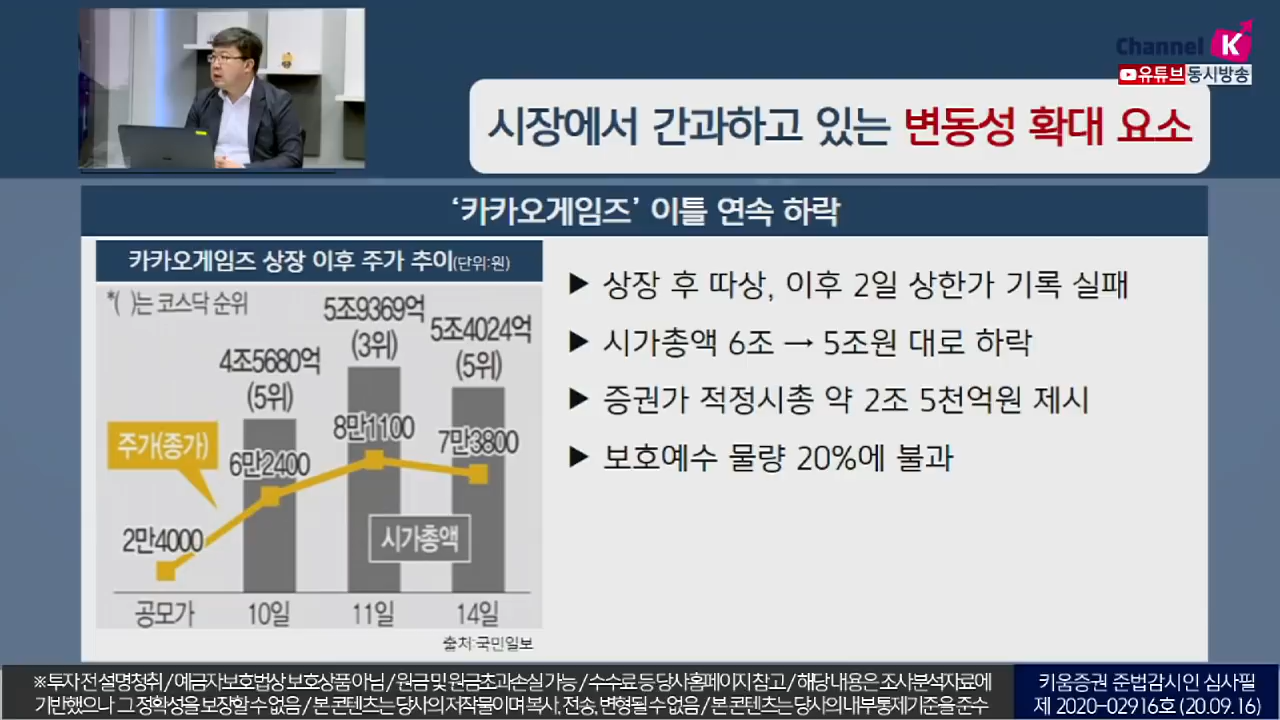 Channel K
유튜브 동시방송
시장에서 간과하고 있는 변동성 확대 요소
‘카카오게임즈’ 이틀 연속 하락
카카오게임즈 상장 이후 주가 추이(단위:원)
*( )는 코스닥 순위
4조5680억
(5위)
5조9369억
(3위)
5조4024억
(5위)
주가(종가)
2만4000
6만2400
8만1100
7만3800
시가총액
공모가 10일 11일 14일
출처:국민일보
▶ 상장 후 따상, 이후 2일 상한가 기록 실패
▶ 시가총액 6조 → 5조원 대로 하락
▶ 증권가 적정시총 약 2조 5천억원 제시
▶ 보호예수 물량 20%에 불과
※ 투자 전 설명청취 / 예금자보호법상 보호상품 아님 / 원금 및 원금초과손실 가능 / 수수료 등 당사홈페이지 참고 / 해당 내용은 조사분석자료에
기반했으나 그 정확성을 보장할 수 없음 / 본 콘텐츠는 당사의 저작물이며 복사, 전송, 변형될 수 없음 / 본 콘텐츠는 당사의 내부통제기준을 준수
키움증권 준법감시인 심사필
제 2020-02916호 (20.09.16)